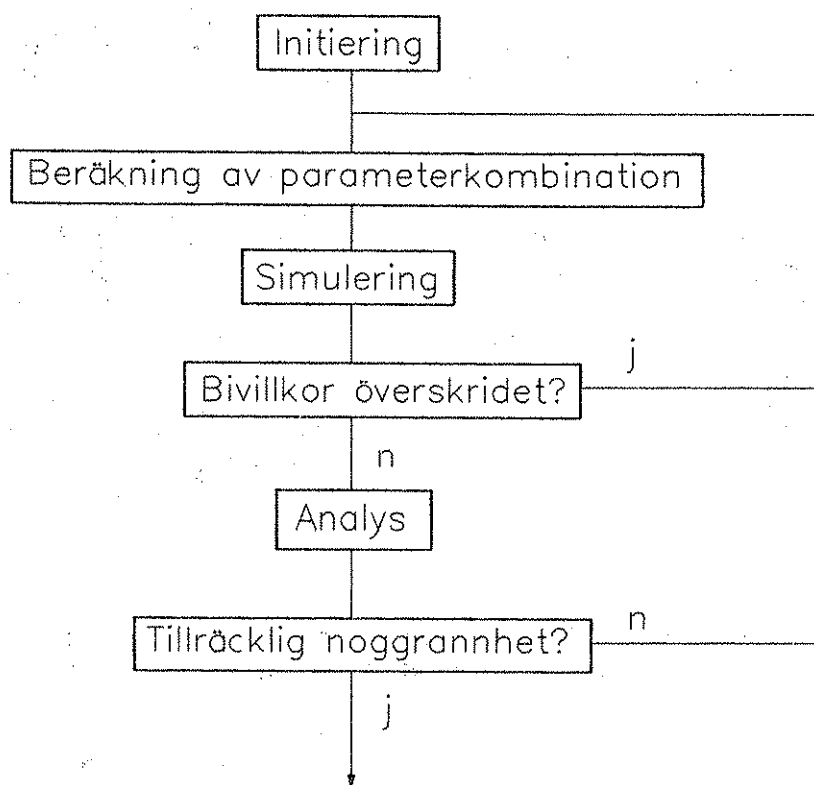 Initiering
Beräkning av parameterkombination
Simulering
Bivillkor överskridet?
j
n
Analys
Tillräcklig noggrannhet?
n
j